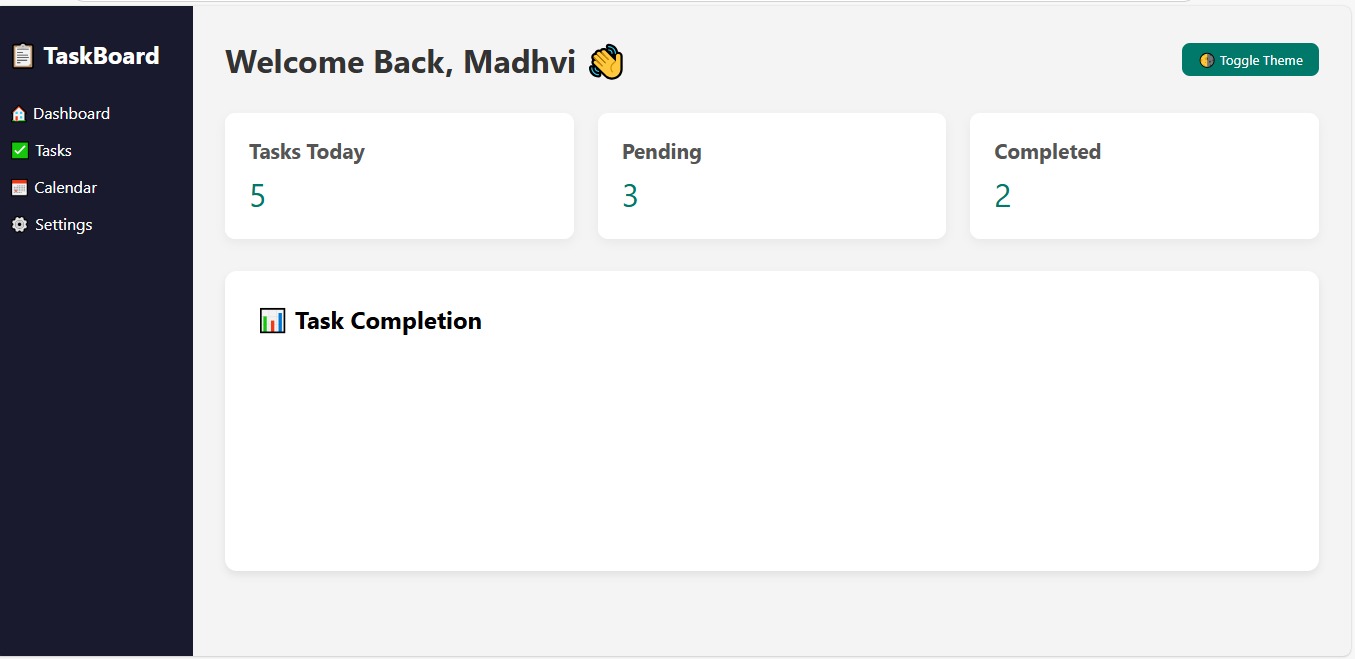 TaskBoard
Dashboard
Tasks
Calendar
Settings
Welcome Back, Madhvi 👋
Toggle Theme
Tasks Today
5
Pending
3
Completed
2
Task Completion